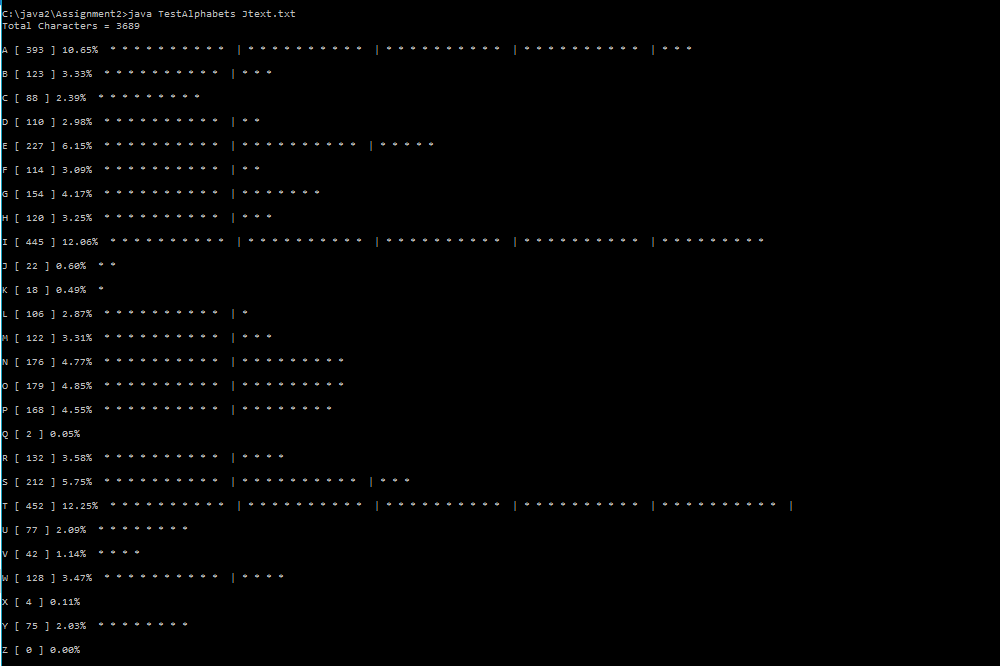 C:\java2\Assignment2>java TestAlphabets Jtext.txt
Total Characters = 3689
A [ 393 ] 10.65% * * * * * * * * * * | * * * * * * * * * * | * * * * * * * * * * | * * * * * * * * * * | * * *
B [ 123 ] 3.33% * * * * * * * * * * | * * *
C [ 88 ] 2.39% * * * * * * * * *
D [ 110 ] 2.98% * * * * * * * * * * | * *
E [ 227 ] 6.15% * * * * * * * * * * | * * * * * * * * * * | * * * * *
F [ 114 ] 3.09% * * * * * * * * * * | * *
G [ 154 ] 4.17% * * * * * * * * * * | * * * * * * *
H [ 120 ] 3.25% * * * * * * * * * * | * * *
I [ 445 ] 12.06% * * * * * * * * * * | * * * * * * * * * * | * * * * * * * * * * | * * * * * * * * * * | * * * * * * * * *
J [ 22 ] 0.60% * *
K [ 18 ] 0.49% *
L [ 106 ] 2.87% * * * * * * * * * * | *
M [ 122 ] 3.31% * * * * * * * * * * | * * *
N [ 176 ] 4.77% * * * * * * * * * * | * * * * * * * * *
O [ 179 ] 4.85% * * * * * * * * * * | * * * * * * * * *
P [ 168 ] 4.55% * * * * * * * * * * | * * * * * * * *
Q [ 2 ] 0.05%
R [ 132 ] 3.58% * * * * * * * * * * | * * * *
S [ 212 ] 5.75% * * * * * * * * * * | * * * * * * * * * * | * * *
T [ 452 ] 12.25% * * * * * * * * * * | * * * * * * * * * * | * * * * * * * * * * | * * * * * * * * * * | * * * * * * * * * * |
U [ 77 ] 2.09% * * * * * * * *
V [ 42 ] 1.14% * * * *
W [ 128 ] 3.47% * * * * * * * * * * | * * * *
X [ 4 ] 0.11%
Y [ 75 ] 2.03% * * * * * * * *
Z [ 0 ] 0.00%